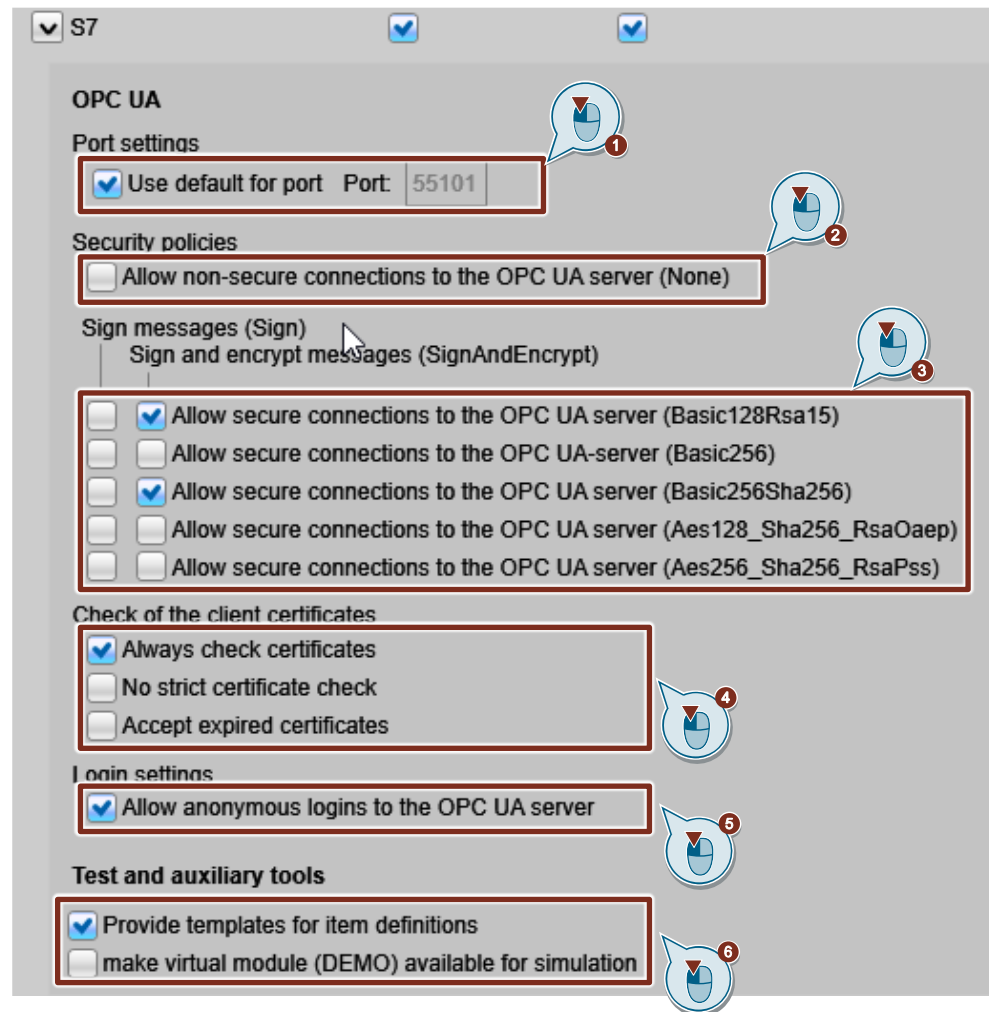 S7
OPC UA
Port settings
1
Use default for port Port: 55101
2
Security policies
Allow non-secure connections to the OPC UA server (None)
Sign messages (Sign)
Sign and encrypt messages (SignAndEncrypt)
3
Allow secure connections to the OPC UA server (Basic128Rsa15)
Allow secure connections to the OPC UA-server (Basic256)
Allow secure connections to the OPC UA server (Basic256Sha256)
Allow secure connections to the OPC UA server (Aes128_Sha256_RsaOaep)
Allow secure connections to the OPC UA server (Aes256_Sha256_RsaPss)
Check of the client certificates
Always check certificates
No strict certificate check
4
Accept expired certificates
Login settings
Allow anonymous logins to the OPC UA server
5
Test and auxiliary tools
Provide templates for item definitions
6
make virtual module (DEMO) available for simulation